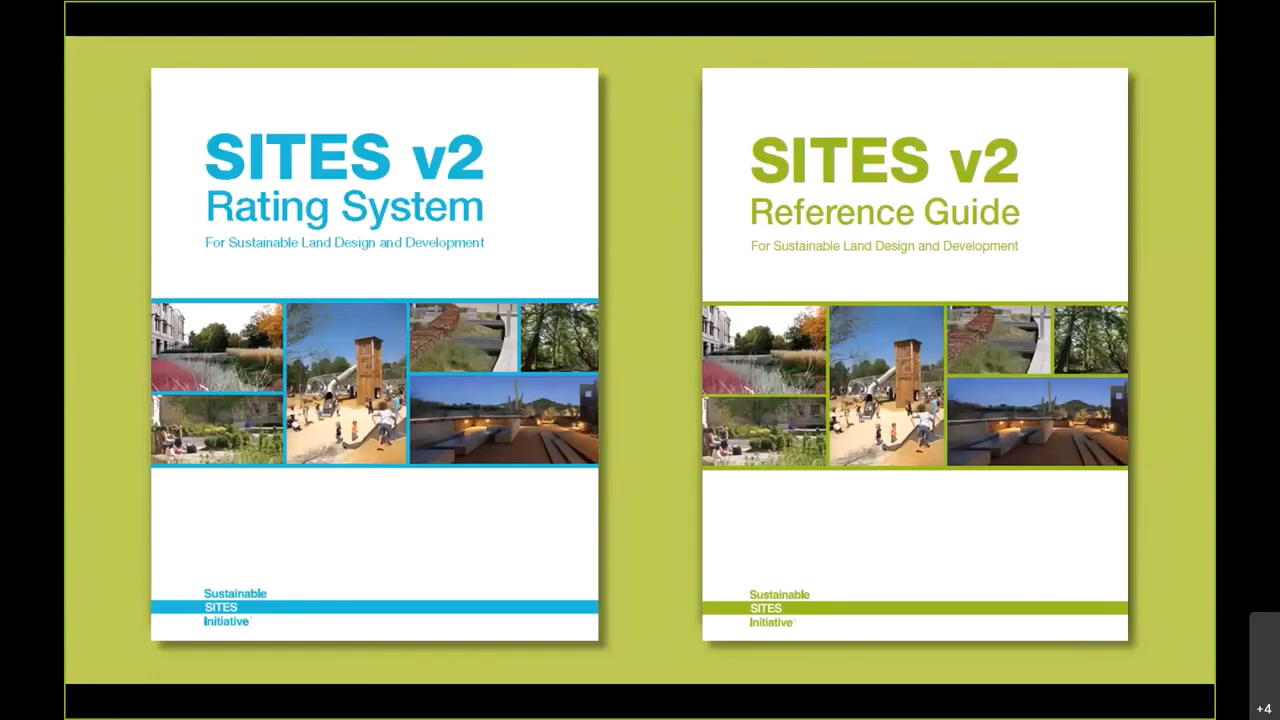 SITES v2
Rating System
For Sustainable Land Design and Development
Sustainable
SITES
Initiative
SITES v2
Reference Guide
For Sustainable Land Design and Development
Sustainable
SITES
Initiative
+4